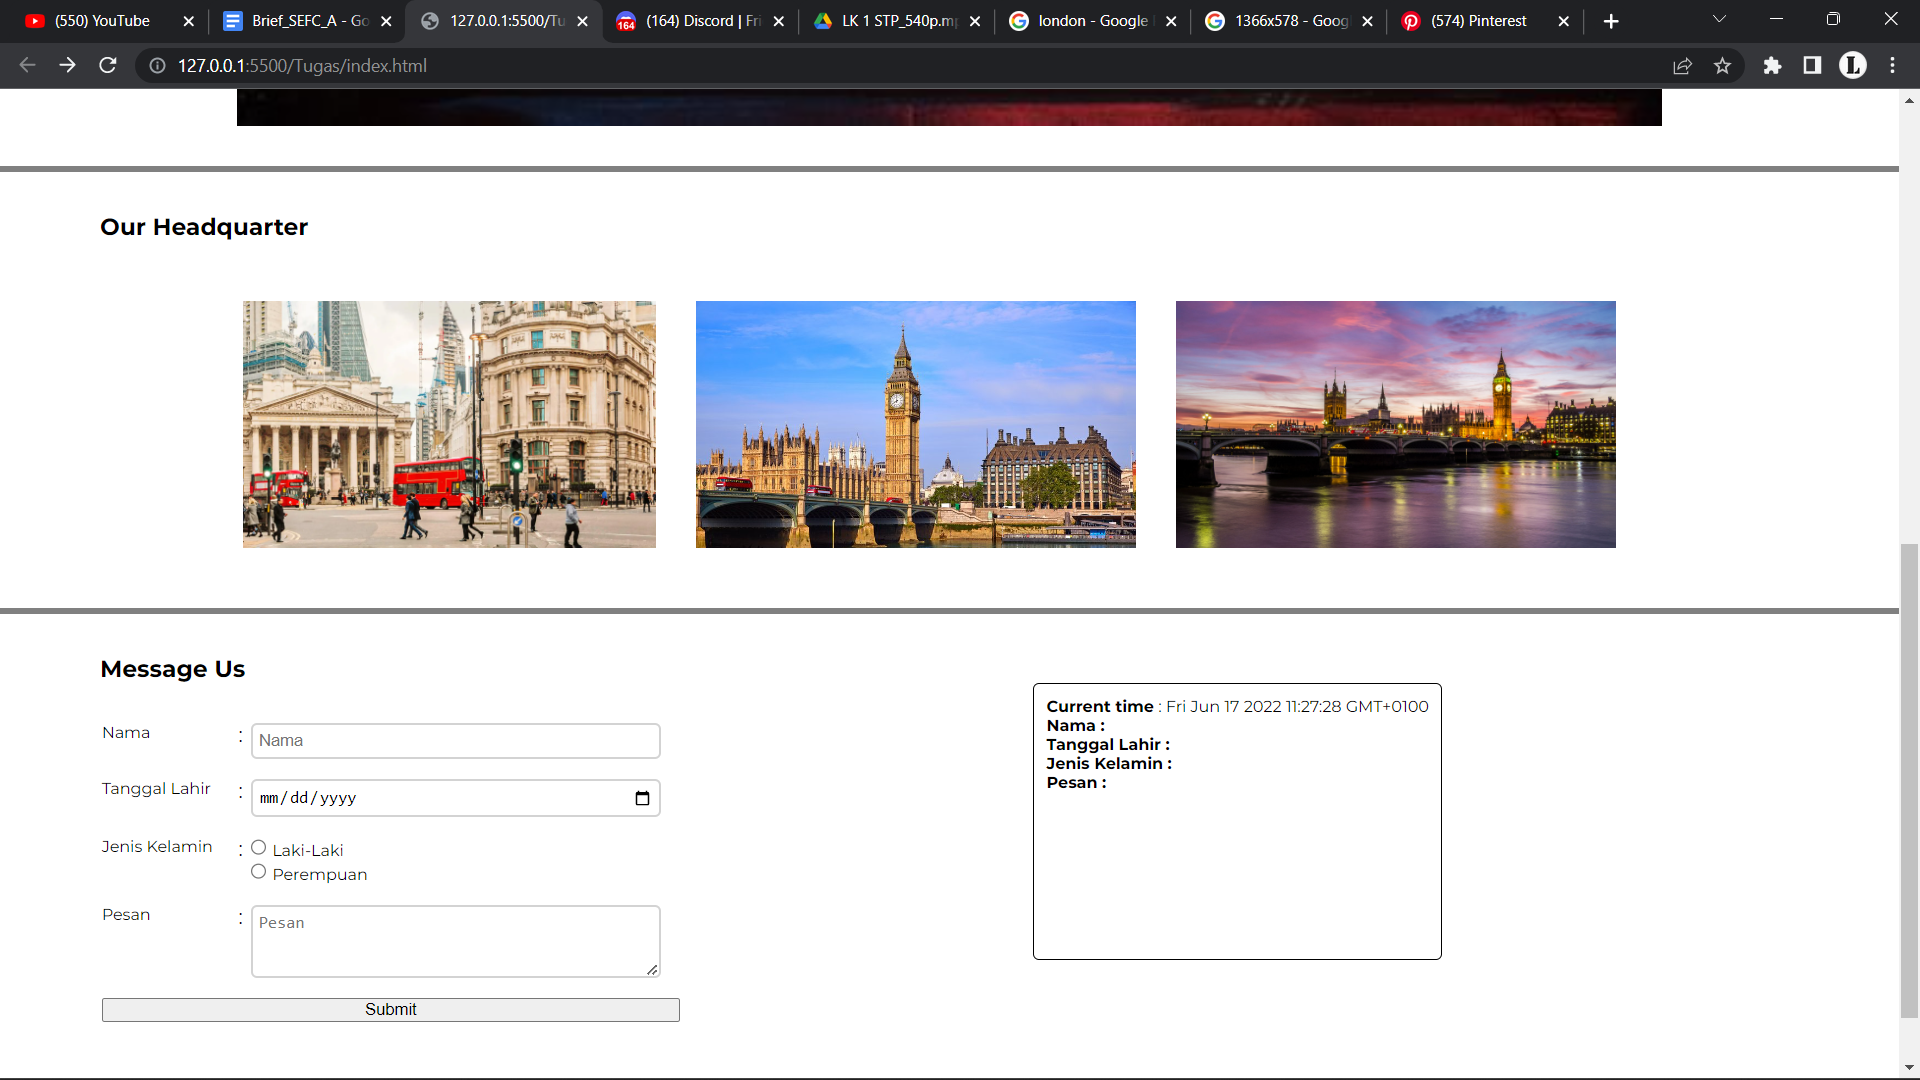 (550) YouTube
Brief_SEFC_A - Go
127.0.0.1:5500/Tu
(164) Discord | Fri
LK 1 STP_540p.mp
london - Google
1366x578 - Goog
(574) Pinterest
127.0.0.1:5500/Tugas/index.html
Our Headquarter
Message Us
Nama : Nama
Tanggal Lahir : mm/dd/yyyy
Jenis Kelamin : Laki-Laki
Perempuan
Pesan : Pesan
Submit
Current time : Fri Jun 17 2022 11:27:28 GMT+0100
Nama :
Tanggal Lahir :
Jenis Kelamin :
Pesan :